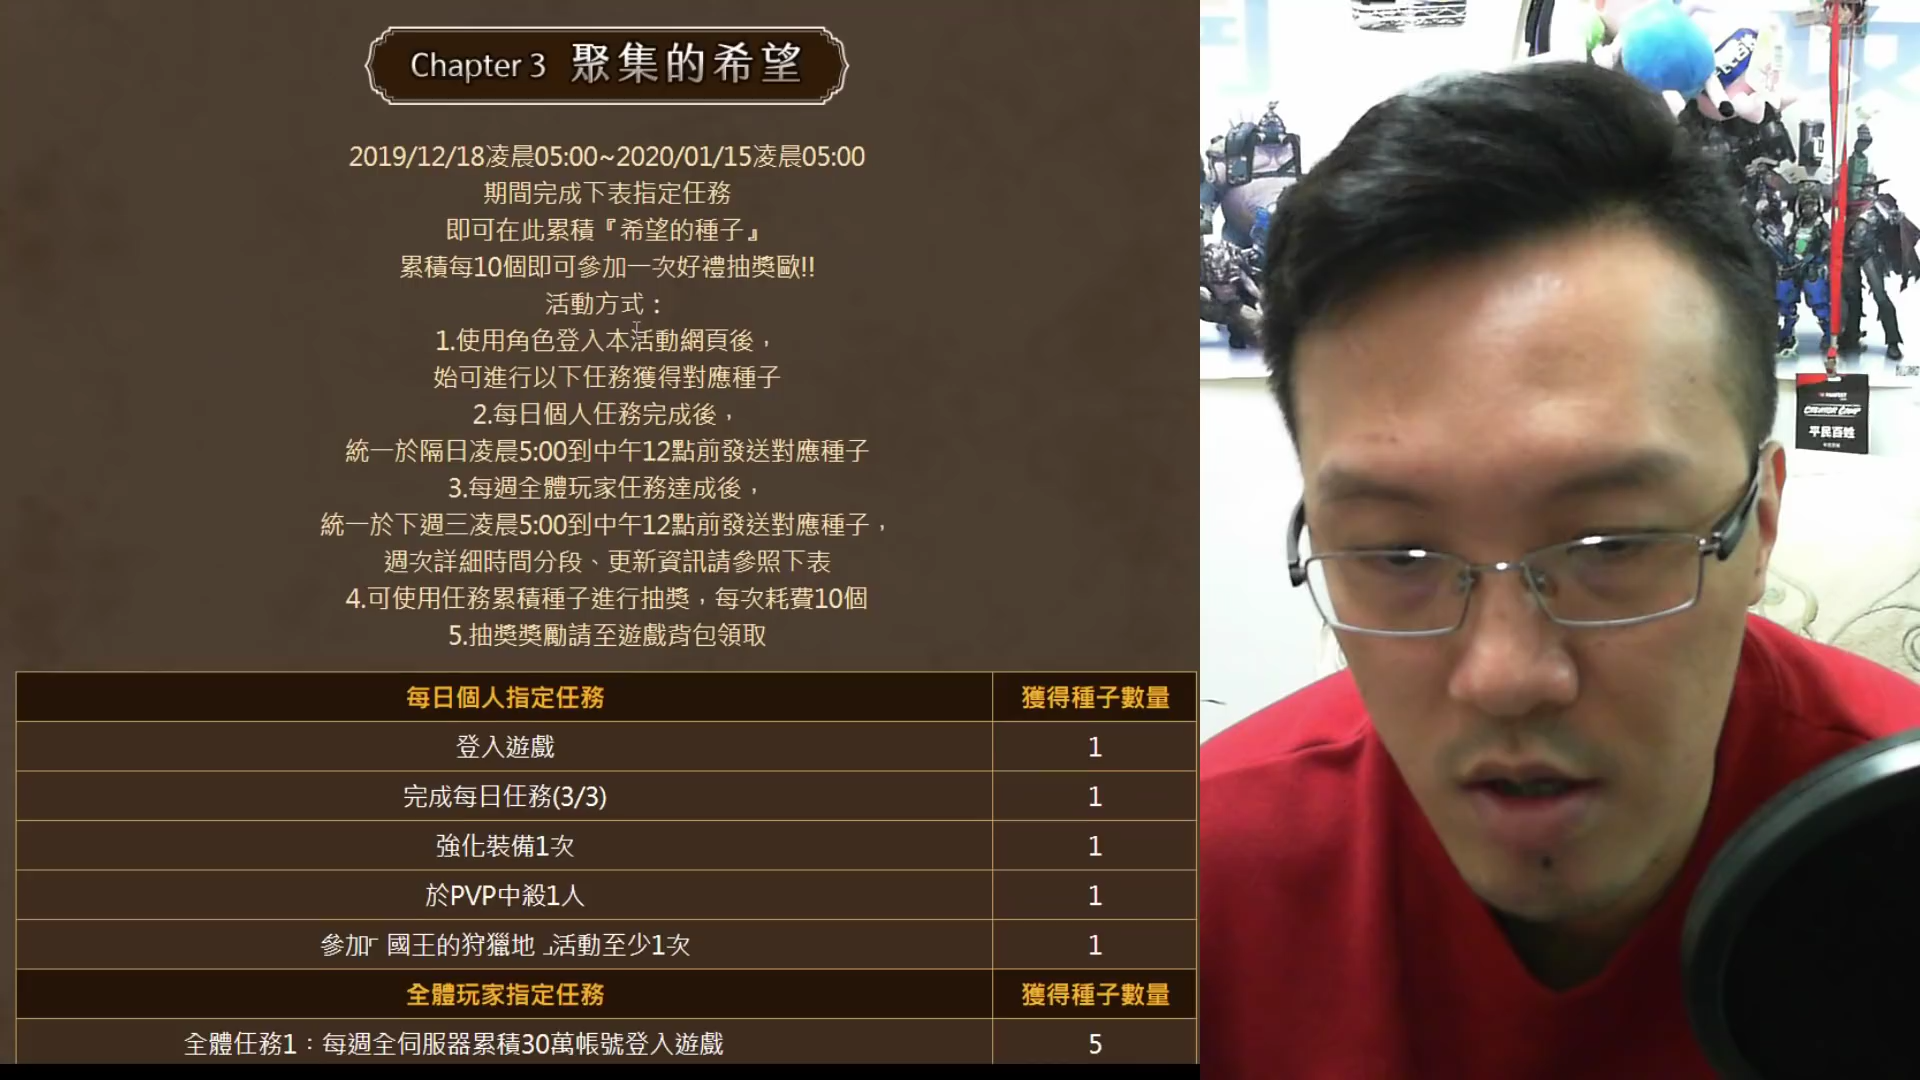 Chapter 3 聚集的希望
2019/12/18凌晨05:00~2020/01/15凌晨05:00
期間完成下表指定任務
即可在此累積『希望的種子』
累積每10個即可參加一次好禮抽獎歐!!
活動方式：
1.使用角色登入本活動網頁後，
始可進行以下任務獲得對應種子
2.每日個人任務完成後，
統一於隔日凌晨5:00到中午12點前發送對應種子
3.每週全體玩家任務達成後，
統一於下週三凌晨5:00到中午12點前發送對應種子，
週次詳細時間分段、更新資訊請參照下表
4.可使用任務累積種子進行抽獎，每次耗費10個
5.抽獎獎勵請至遊戲背包領取
每日個人指定任務 獲得種子數量
登入遊戲 1
完成每日任務(3/3) 1
強化裝備1次 1
於PVP中殺1人 1
參加「國王的狩獵地」活動至少1次 1
全體玩家指定任務 獲得種子數量
全體任務1：每週全伺服器累積30萬帳號登入遊戲 5
CREATOR CAMP
平民百姓